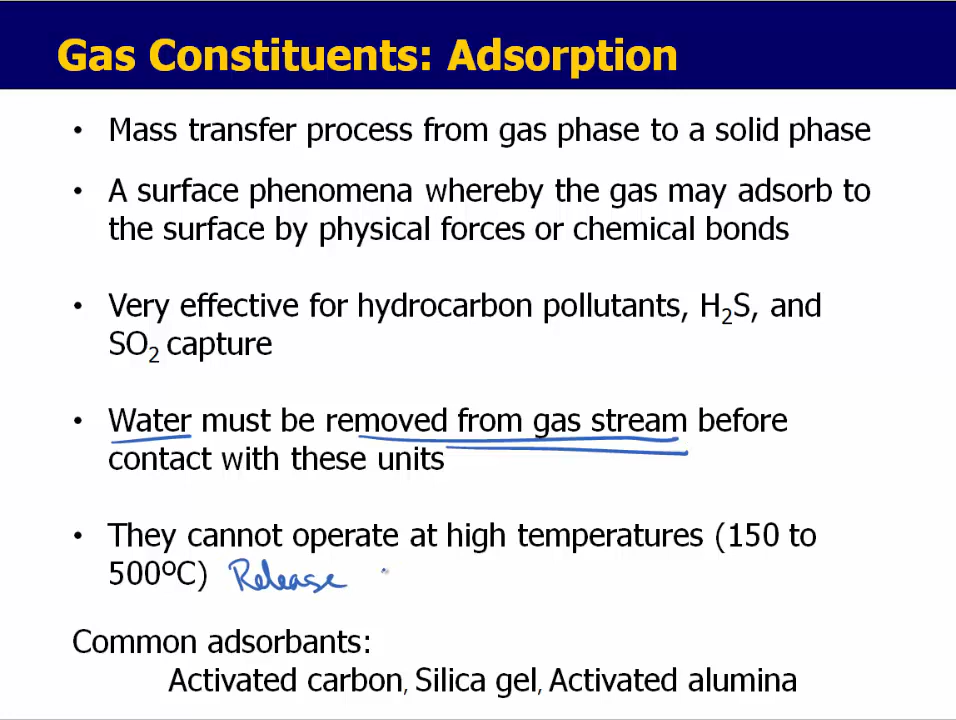 Gas Constituents: Adsorption
• Mass transfer process from gas phase to a solid phase
• A surface phenomena whereby the gas may adsorb to
the surface by physical forces or chemical bonds
• Very effective for hydrocarbon pollutants, H₂S, and
SO₂ capture
• Water must be removed from gas stream before
contact with these units
• They cannot operate at high temperatures (150 to
500ºC) Release
Common adsorbants:
Activated carbon, Silica gel, Activated alumina